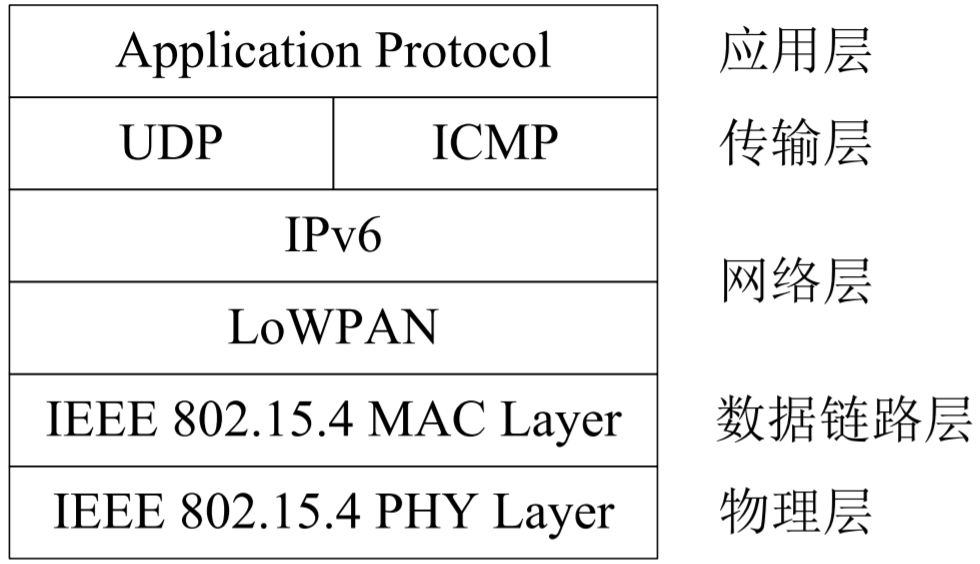 Application Protocol 应用层
UDP ICMP 传输层
IPv6
网络层
LoWPAN
IEEE 802.15.4 MAC Layer 数据链路层
IEEE 802.15.4 PHY Layer 物理层